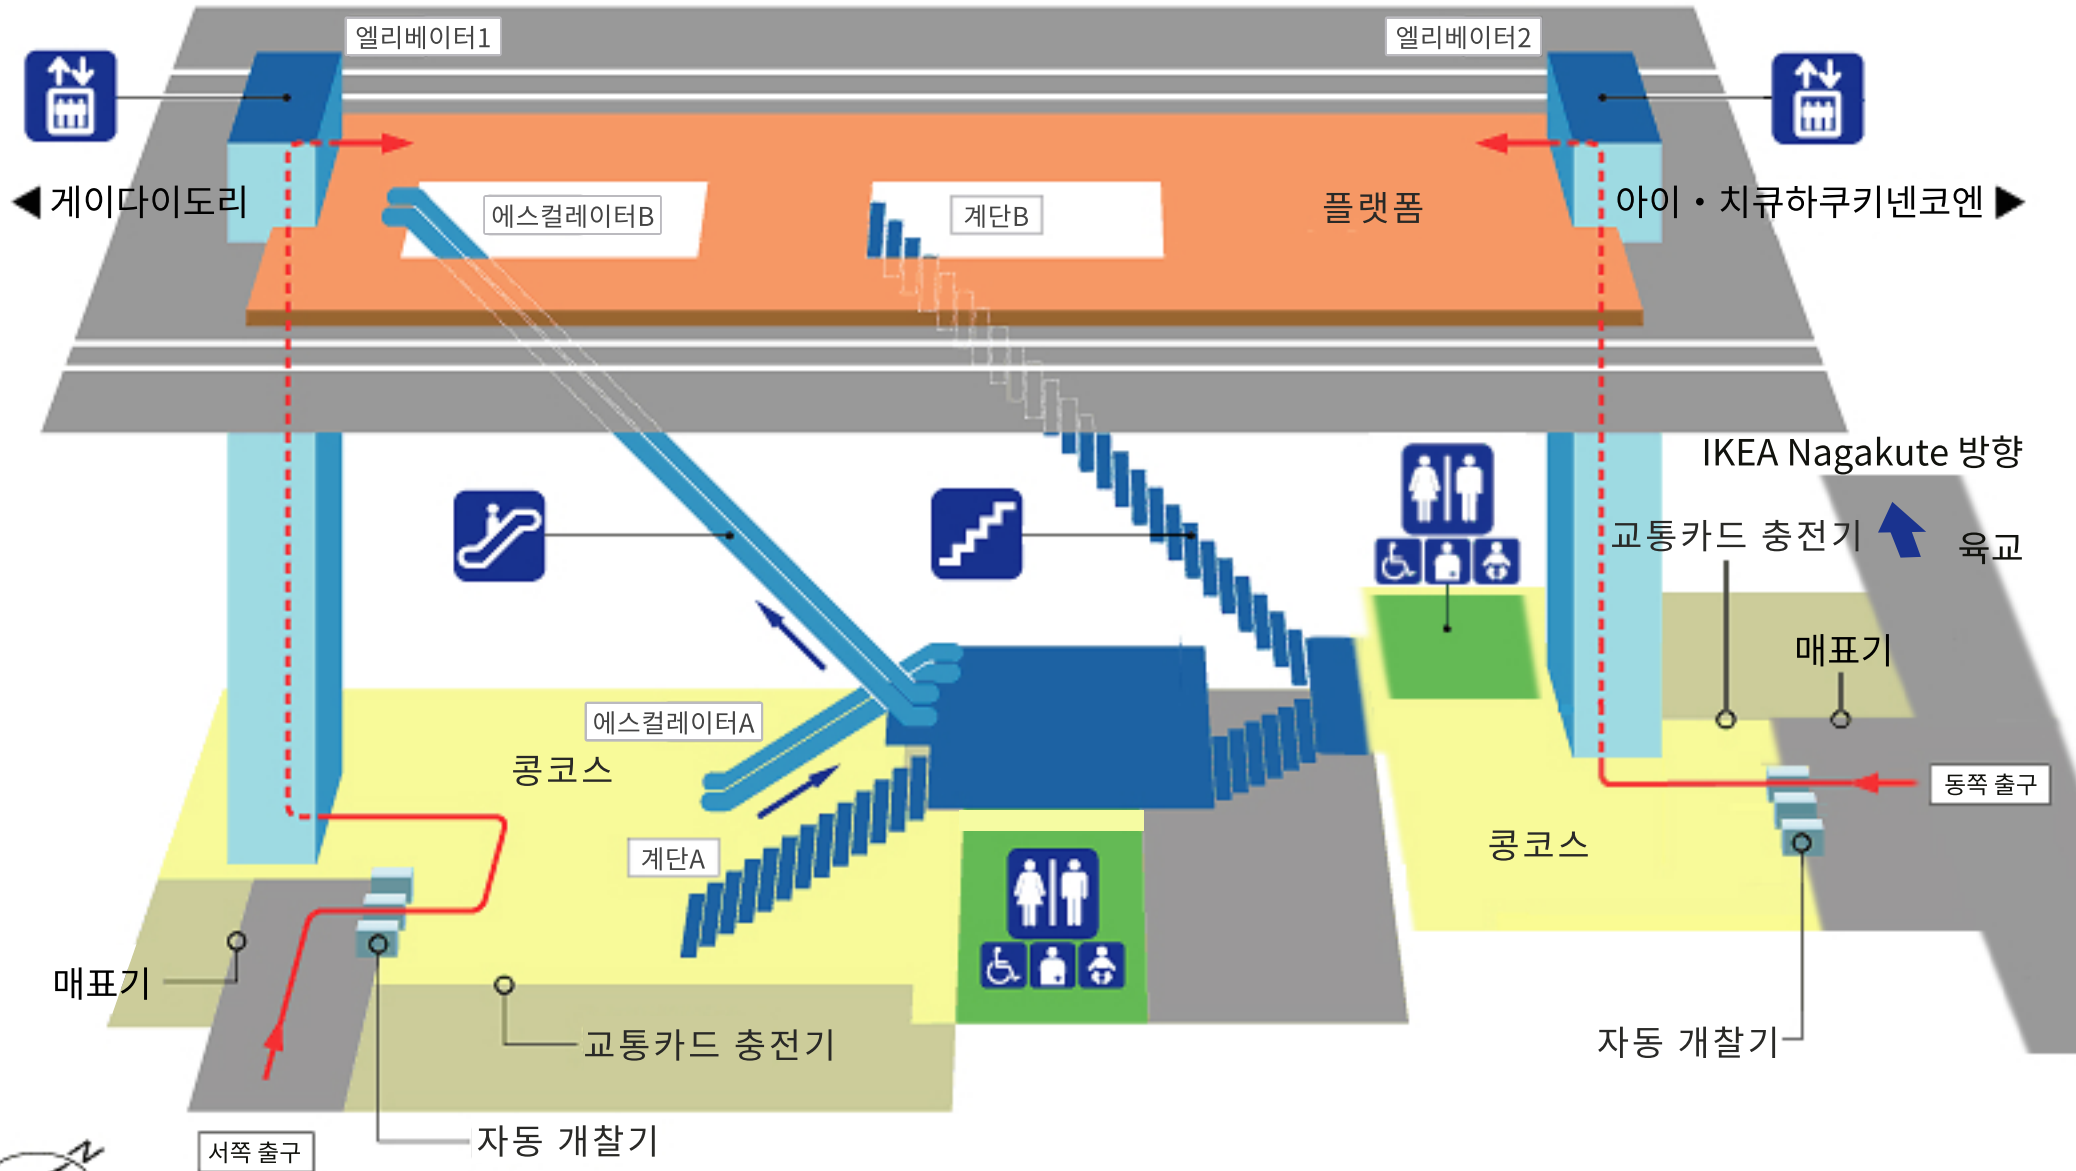 엘리베이터1
엘리베이터2
게이다이도리
에스컬레이터B
계단B
플랫폼
아이・치큐하쿠키넨코엔
IKEA Nagakute 방향
교통카드 충전기
육교
매표기
에스컬레이터A
콩코스
동쪽 출구
계단A
콩코스
매표기
교통카드 충전기
자동 개찰기
자동 개찰기
서쪽 출구